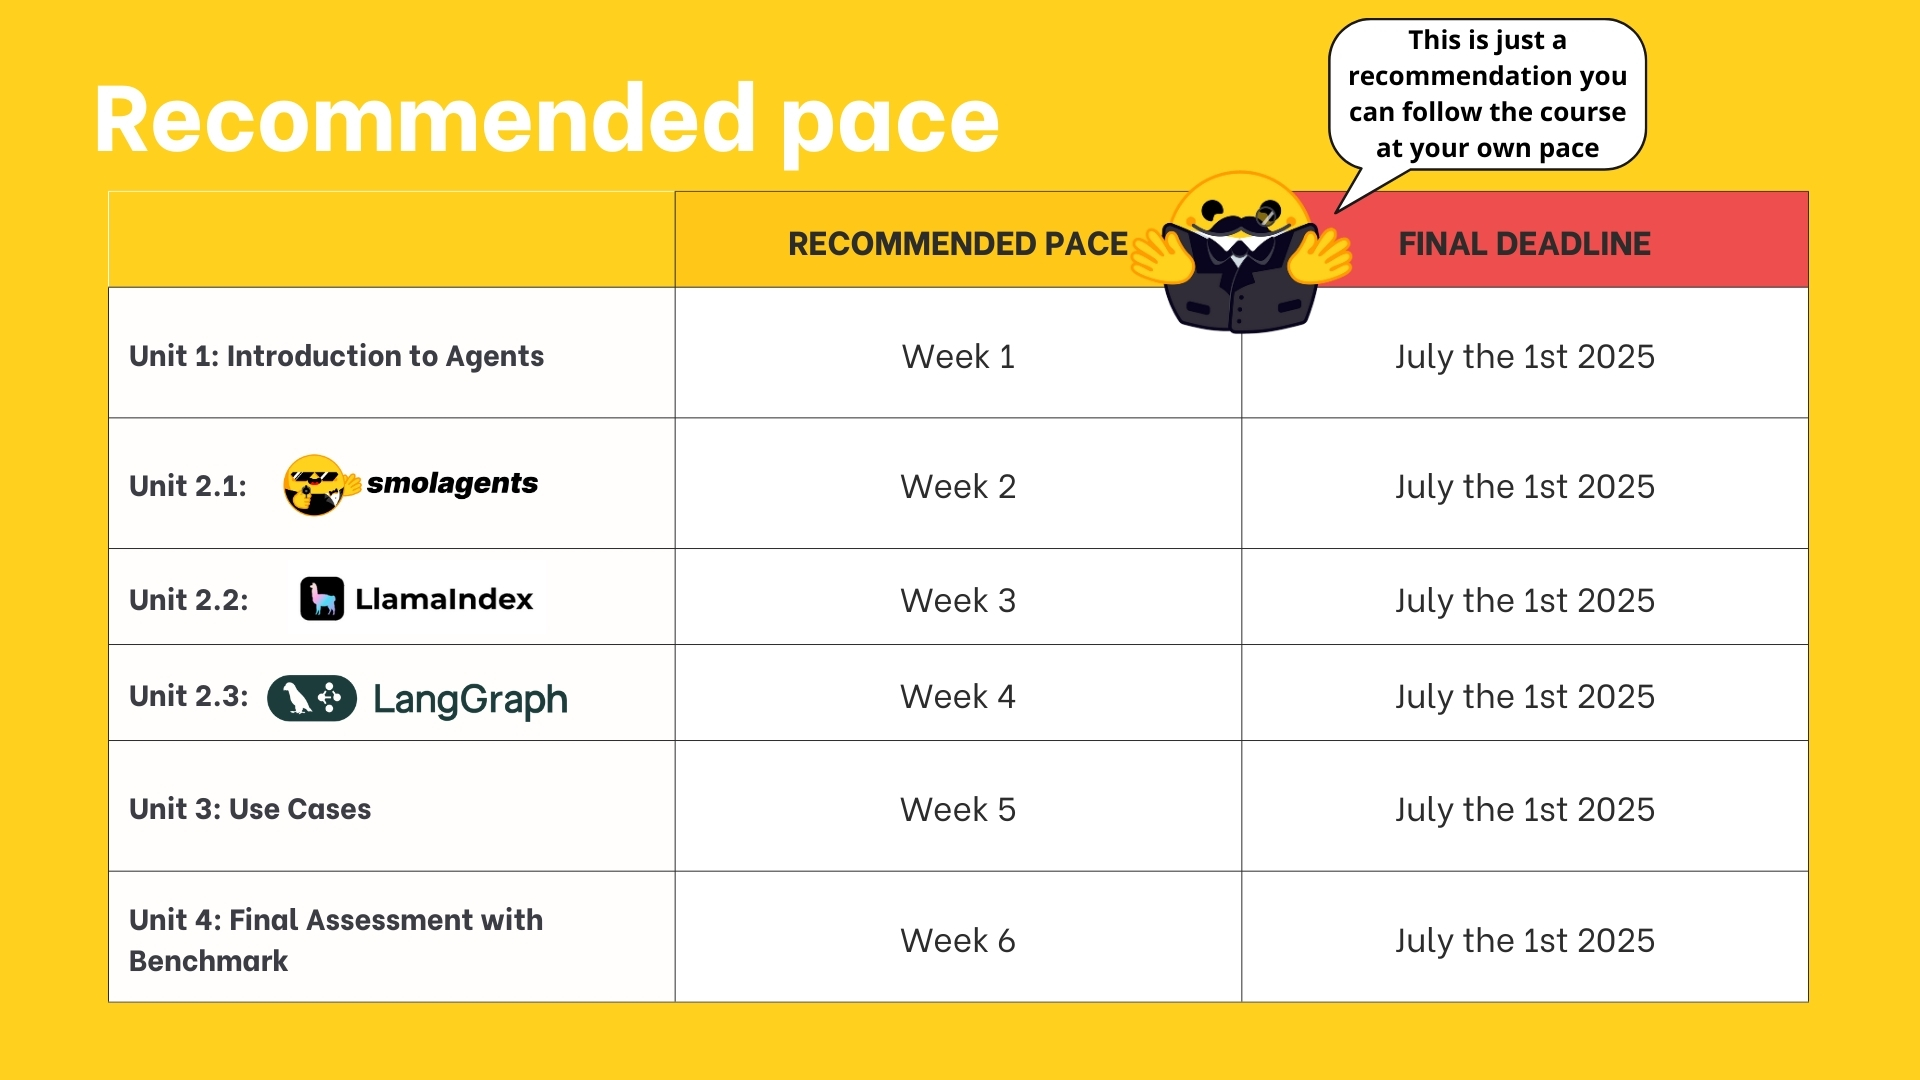 This is just a
recommendation you
can follow the course
at your own pace
Recommended pace
RECOMMENDED PACE
FINAL DEADLINE
Unit 1: Introduction to Agents
Week 1
July the 1st 2025
Unit 2.1: smolagents
Week 2
July the 1st 2025
Unit 2.2: LlamaIndex
Week 3
July the 1st 2025
Unit 2.3: LangGraph
Week 4
July the 1st 2025
Unit 3: Use Cases
Week 5
July the 1st 2025
Unit 4: Final Assessment with
Benchmark
Week 6
July the 1st 2025